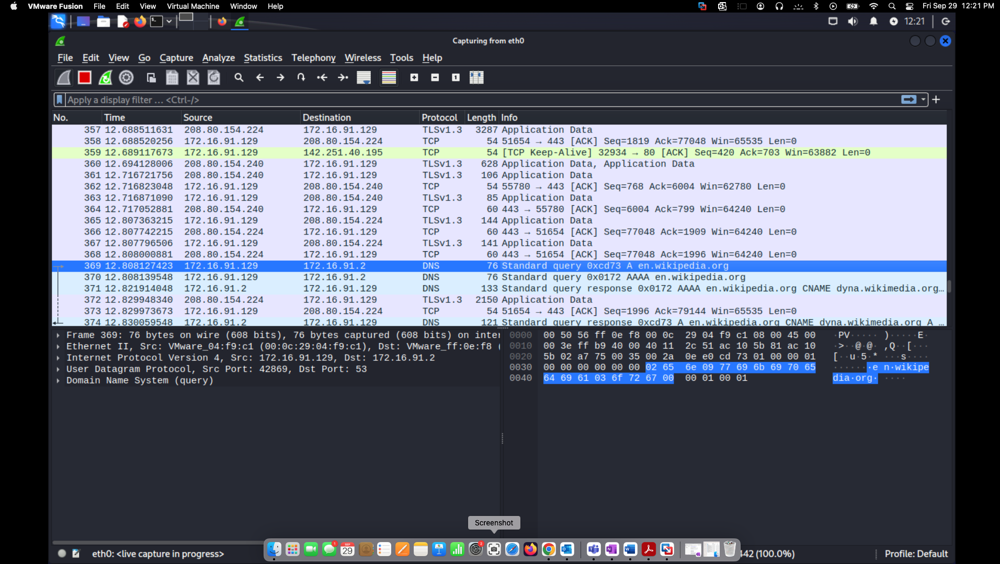 VMware Fusion File Edit View Virtual Machine Window Help Fri Sep 29 12:21 PM
12:21
Capturing from eth0
File Edit View Go Capture Analyze Statistics Telephony Wireless Tools Help
Apply a display filter … <Ctrl-/>
No. Time Source Destination Protocol Length Info
357 12.688511631 208.80.154.224 172.16.91.129 TLSv1.3 3287 Application Data
358 12.688520256 172.16.91.129 208.80.154.224 TCP 54 51654 → 443 [ACK] Seq=1819 Ack=77048 Win=65535 Len=0
359 12.689117673 172.16.91.129 142.251.40.195 TCP 54 [TCP Keep-Alive] 32934 → 80 [ACK] Seq=420 Ack=703 Win=63882 Len=0
360 12.694128006 208.80.154.240 172.16.91.129 TLSv1.3 628 Application Data, Application Data
361 12.716721756 208.80.154.240 172.16.91.129 TLSv1.3 106 Application Data
362 12.716823048 172.16.91.129 208.80.154.240 TCP 54 55780 → 443 [ACK] Seq=768 Ack=6004 Win=62780 Len=0
363 12.716871090 172.16.91.129 208.80.154.240 TLSv1.3 85 Application Data
364 12.717052881 208.80.154.240 172.16.91.129 TCP 60 443 → 55780 [ACK] Seq=6004 Ack=799 Win=64240 Len=0
365 12.807363215 172.16.91.129 208.80.154.224 TLSv1.3 144 Application Data
366 12.807742215 208.80.154.224 172.16.91.129 TCP 60 443 → 51654 [ACK] Seq=77048 Ack=1909 Win=64240 Len=0
367 12.807796506 172.16.91.129 208.80.154.224 TLSv1.3 141 Application Data
368 12.808000881 208.80.154.224 172.16.91.129 TCP 60 443 → 51654 [ACK] Seq=77048 Ack=1996 Win=64240 Len=0
369 12.808127423 172.16.91.129 172.16.91.2 DNS 76 Standard query 0xcd73 A en.wikipedia.org
370 12.808139548 172.16.91.129 172.16.91.2 DNS 76 Standard query 0x0172 AAAA en.wikipedia.org
371 12.821914048 172.16.91.2 172.16.91.129 DNS 133 Standard query response 0x0172 AAAA en.wikipedia.org CNAME dyna.wikimedia.org…
372 12.829948340 208.80.154.224 172.16.91.129 TLSv1.3 2150 Application Data
373 12.829973673 172.16.91.129 208.80.154.224 TCP 54 51654 → 443 [ACK] Seq=1996 Ack=79144 Win=65535 Len=0
374 12.830059548 172.16.91.2 172.16.91.129 DNS 121 Standard query response 0xcd73 A en.wikipedia.org CNAME dyna.wikimedia.org A …
Frame 369: 76 bytes on wire (608 bits), 76 bytes captured (608 bits) on inter
Ethernet II, Src: VMware_04:f9:c1 (00:0c:29:04:f9:c1), Dst: VMware_ff:0e:f8 (
Internet Protocol Version 4, Src: 172.16.91.129, Dst: 172.16.91.2
User Datagram Protocol, Src Port: 42869, Dst Port: 53
Domain Name System (query)
0000 00 50 56 ff 0e f8 00 0c 29 04 f9 c1 08 00 45 00 ·PV····· )·····E·
0010 00 3e ff b9 40 00 40 11 2c 51 ac 10 5b 81 ac 10 ·>··@·@· ,Q··[···
0020 5b 02 a7 75 00 35 00 2a 0e e0 cd 73 01 00 00 01 [··u·5·* ···s····
0030 00 00 00 00 00 00 02 65 6e 09 77 69 6b 69 70 65 ·······e n·wikipe
0040 64 69 61 03 6f 72 67 00 00 01 00 01 dia·org· ····
Screenshot
SEP
29
1
2
eth0: <live capture in progress>
442 (100.0%)
Profile: Default